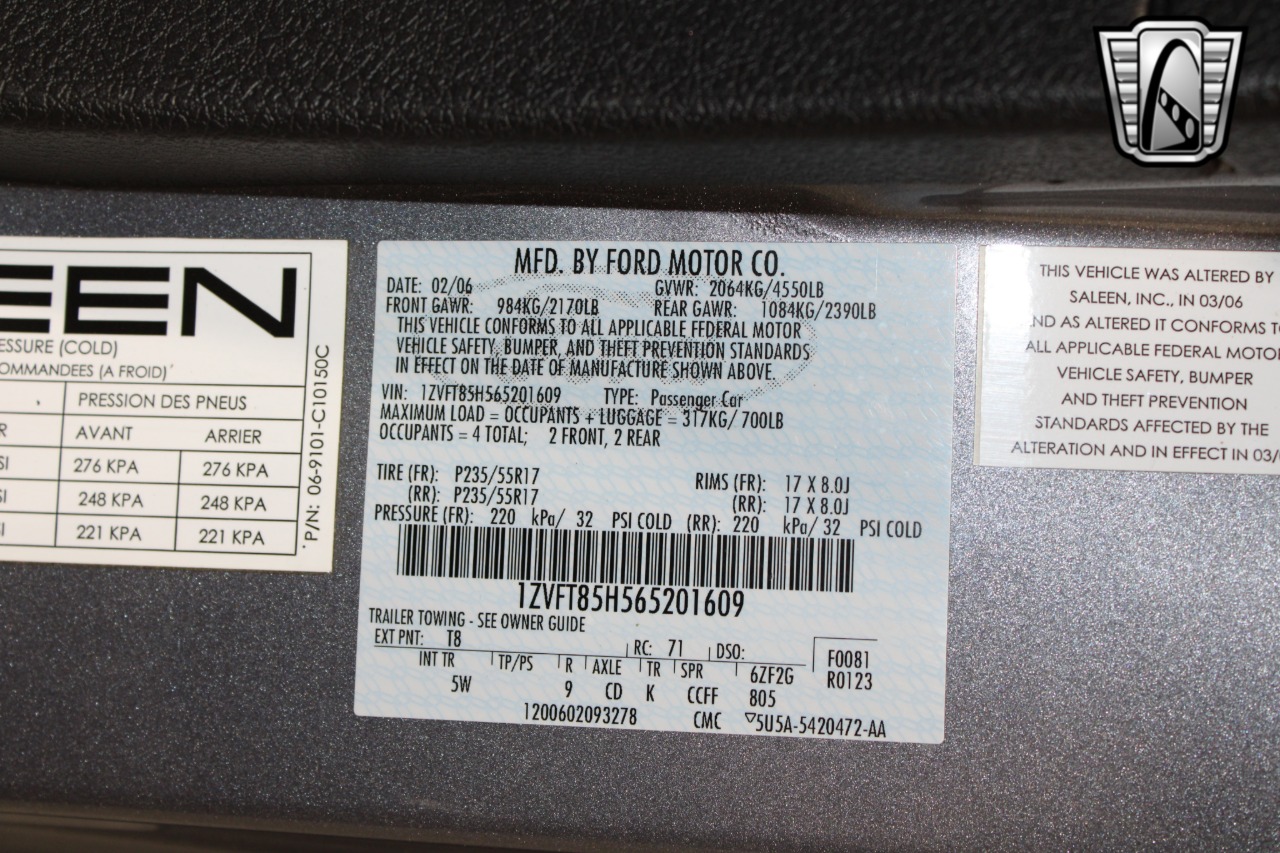 EEN
ESSURE (COLD)
COMMANDEES (A FROID)
PRESSION DES PNEUS
R AVANT ARRIER
SI 276 KPA 276 KPA
SI 248 KPA 248 KPA
SI 221 KPA 221 KPA
P/N: 06-9101-C10150C
MFD. BY FORD MOTOR CO.
DATE: 02/06 GVWR: 2064KG/4550LB
FRONT GAWR: 984KG/2170LB REAR GAWR: 1084KG/2390LB
THIS VEHICLE CONFORMS TO ALL APPLICABLE FEDERAL MOTOR
VEHICLE SAFETY, BUMPER, AND THEFT PREVENTION STANDARDS
IN EFFECT ON THE DATE OF MANUFACTURE SHOWN ABOVE.
VIN: 1ZVFT85H565201609 TYPE: Passenger Car
MAXIMUM LOAD = OCCUPANTS + LUGGAGE = 317KG/700LB
OCCUPANTS = 4 TOTAL; 2 FRONT, 2 REAR
TIRE (FR): P235/55R17 RIMS (FR): 17 X 8.0J
(RR): P235/55R17 (RR): 17 X 8.0J
PRESSURE (FR): 220 kPa/ 32 PSI COLD (RR): 220 kPa/ 32 PSI COLD
1ZVFT85H565201609
TRAILER TOWING - SEE OWNER GUIDE
EXT PNT: T8 RC: 71 DSO: F0081
INT TR TP/PS R AXLE TR SPR 6ZF2G R0123
5W 9 CD K CCFF 805
1200602093278 CMC 5U5A-5420472-AA
THIS VEHICLE WAS ALTERED BY
SALEEN, INC., IN 03/06
ND AS ALTERED IT CONFORMS TO
ALL APPLICABLE FEDERAL MOTOR
VEHICLE SAFETY, BUMPER
AND THEFT PREVENTION
STANDARDS AFFECTED BY THE
ALTERATION AND IN EFFECT IN 03/0